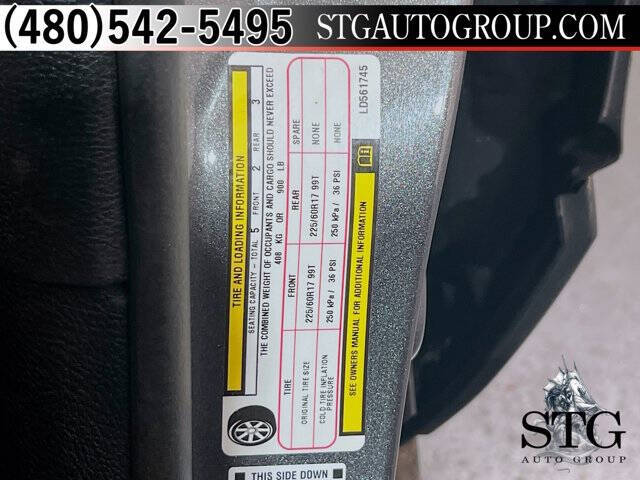 (480)542-5495 STGAUTOGROUP.COM
TIRE AND LOADING INFORMATION
SEATING CAPACITY – TOTAL 5 FRONT 2 REAR 3
THE COMBINED WEIGHT OF OCCUPANTS AND CARGO SHOULD NEVER EXCEED
408 KG OR 900 LB
TIRE FRONT REAR SPARE
ORIGINAL TIRE SIZE 225/60R17 99T 225/60R17 99T NONE
COLD TIRE INFLATION PRESSURE 250 kPa / 36 PSI 250 kPa / 36 PSI NONE
SEE OWNERS MANUAL FOR ADDITIONAL INFORMATION
LD561745
THIS SIDE DOWN
STG
AUTO GROUP